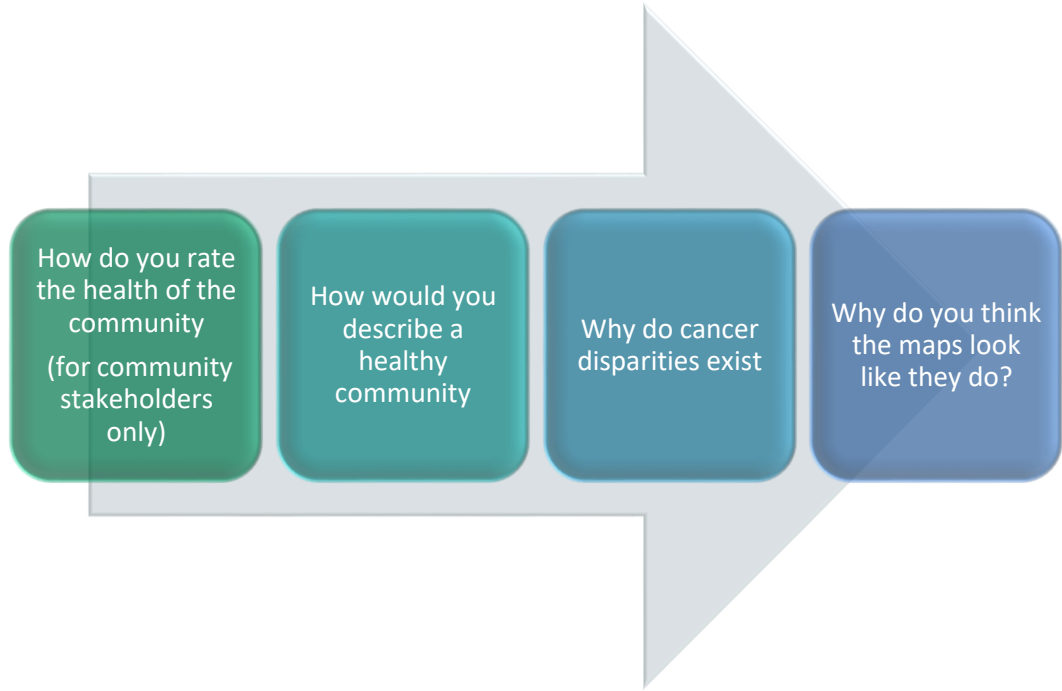 How do you rate
the health of the
community
(for community
stakeholders
only)
How would you
describe a
healthy
community
Why do cancer
disparities exist
Why do you think
the maps look
like they do?